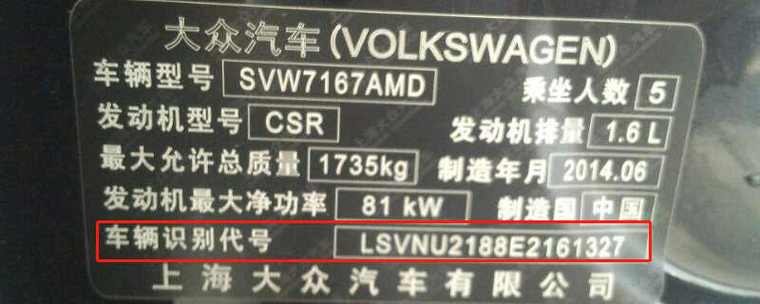 大众汽车(VOLKSWAGEN)
车辆型号 SVW7167AMD 乘坐人数 5
发动机型号 CSR 发动机排量 1.6 L
最大允许总质量 1735kg 制造年月 2014.06
发动机最大净功率 81 kW 制造国 中国
车辆识别代号 LSVNU2188E2161327
上海大众汽车有限公司